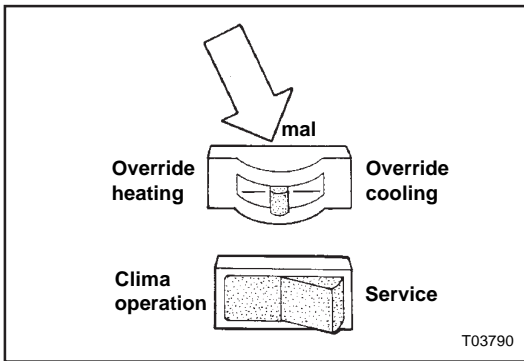 mal
Override
heating
Override
cooling
Clima
operation
Service
T03790